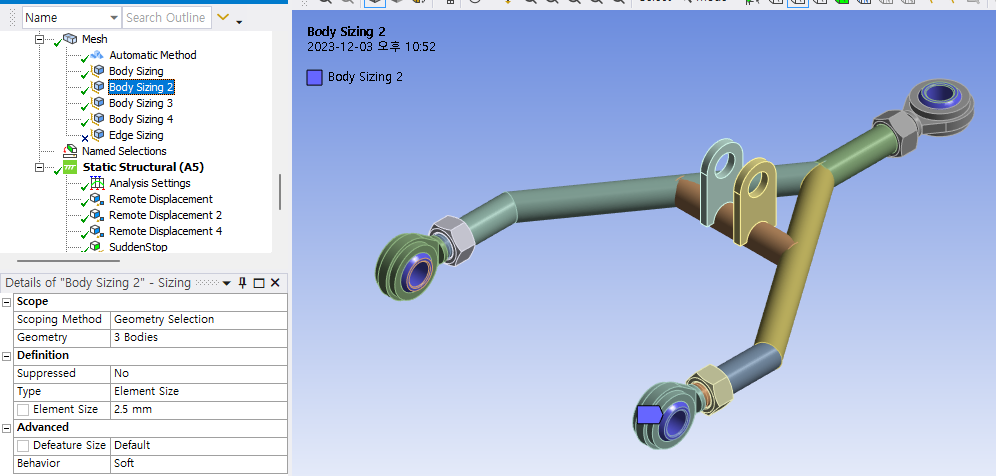 Name
Search Outline
Mesh
Automatic Method
Body Sizing
Body Sizing 2
Body Sizing 3
Body Sizing 4
Edge Sizing
Named Selections
Static Structural (A5)
Analysis Settings
Remote Displacement
Remote Displacement 2
Remote Displacement 4
SuddenStop
Details of "Body Sizing 2" - Sizing
Scope
Scoping Method Geometry Selection
Geometry 3 Bodies
Definition
Suppressed No
Type Element Size
Element Size 2.5 mm
Advanced
Defeature Size Default
Behavior Soft
Body Sizing 2
2023-12-03 오후 10:52
Body Sizing 2